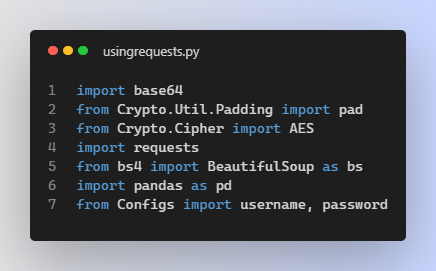 usingrequests.py
1 import base64
2 from Crypto.Util.Padding import pad
3 from Crypto.Cipher import AES
4 import requests
5 from bs4 import BeautifulSoup as bs
6 import pandas as pd
7 from Configs import username, password